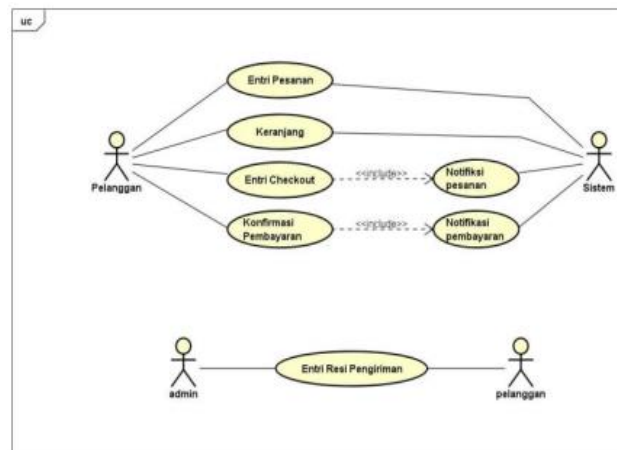 uc
Entri Pesanan
Keranjang
Pelanggan
Entri Checkout
<<include>>
Notifiksi
pesanan
Sistem
Konfirmasi
Pembayaran
<<include>>
Notifikasi
pembayaran
admin
Entri Resi Pengiriman
pelanggan